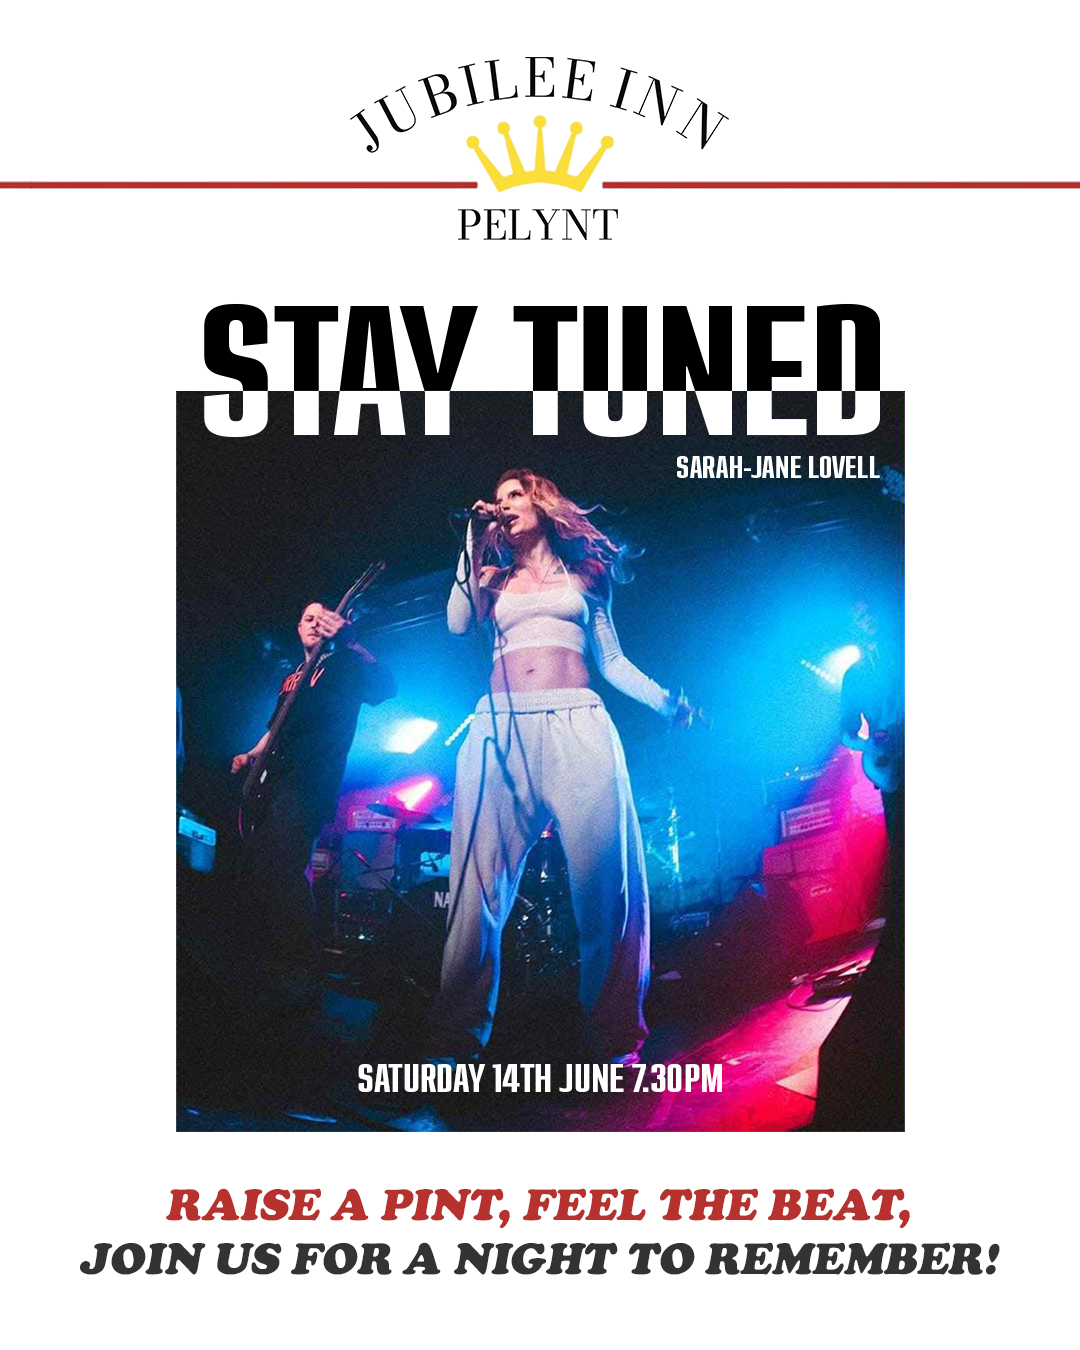 JUBILEE INN
PELYNT
STAY TUNED
SARAH-JANE LOVELL
NA
SATURDAY 14TH JUNE 7.30PM
RAISE A PINT, FEEL THE BEAT,
JOIN US FOR A NIGHT TO REMEMBER!